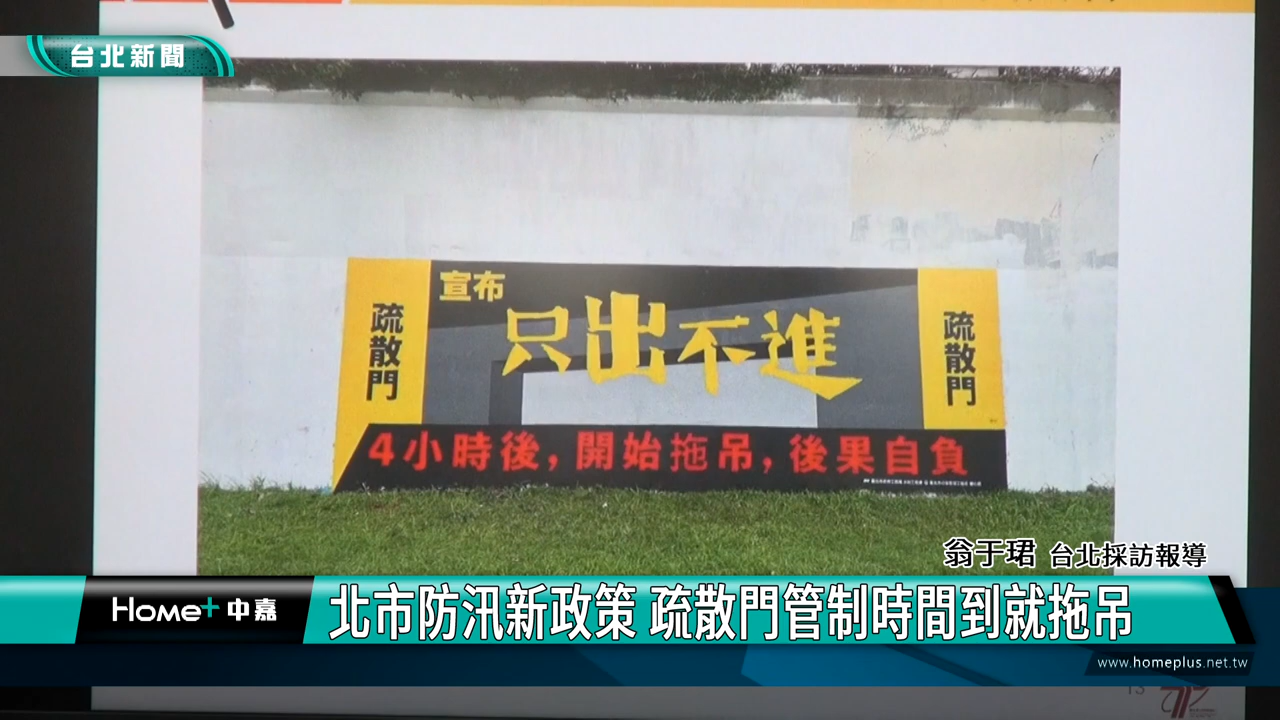 台北新聞
宣布
只出不進
疏散門
疏散門
4小時後，開始拖吊，後果自負
翁于珺 台北採訪報導
Home+中嘉
北市防汛新政策 疏散門管制時間到就拖吊
www.homeplus.net.tw
13